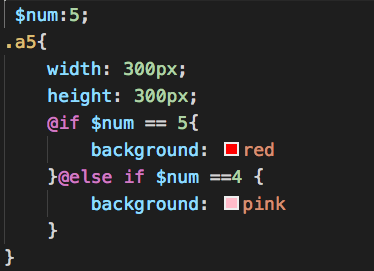 $num:5;
.a5{
    width: 300px;
    height: 300px;
    @if $num == 5{
        background: red
    }@else if $num ==4 {
        background: pink
    }
}